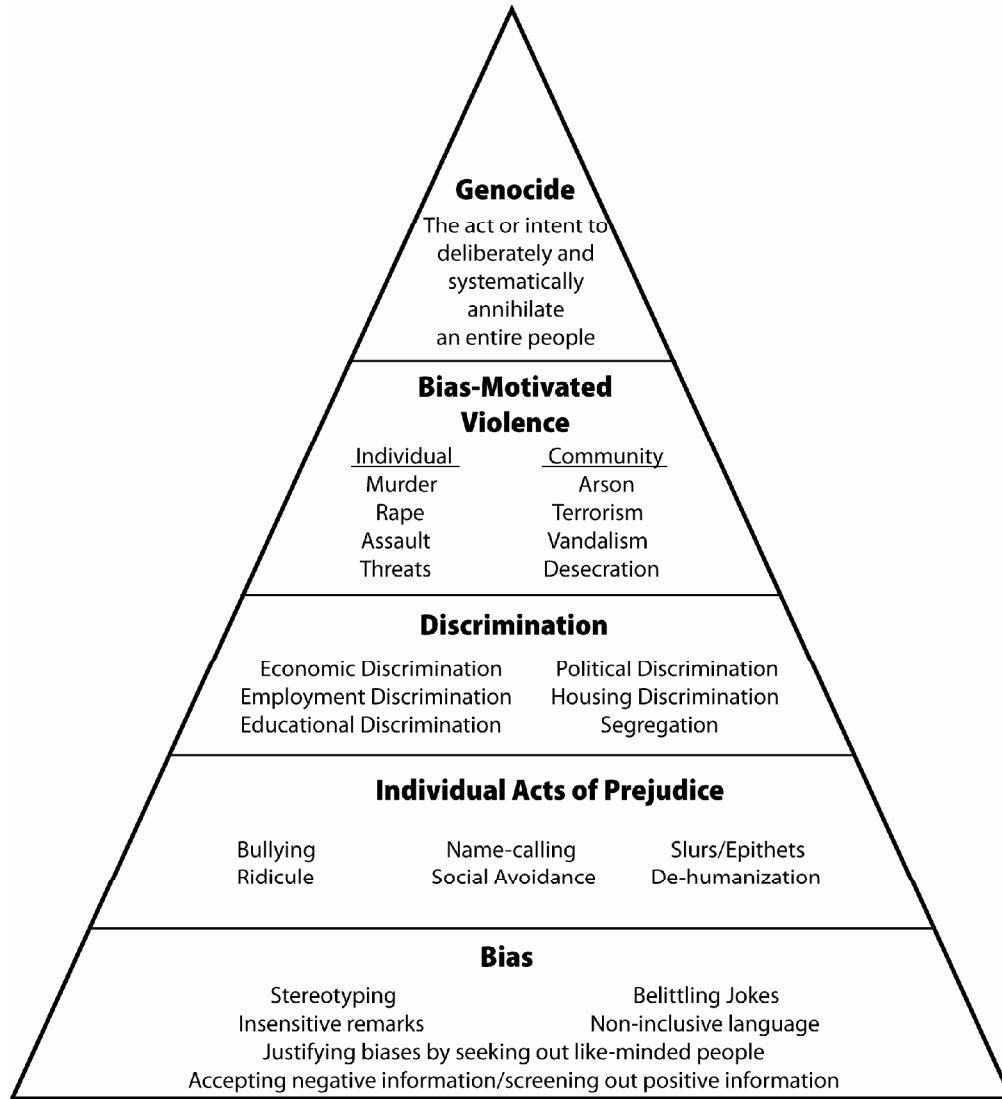 Genocide
The act or intent to
deliberately and
systematically
annihilate
an entire people
Bias-Motivated
Violence
Individual Community
Murder Arson
Rape Terrorism
Assault Vandalism
Threats Desecration
Discrimination
Economic Discrimination Political Discrimination
Employment Discrimination Housing Discrimination
Educational Discrimination Segregation
Individual Acts of Prejudice
Bullying Name-calling Slurs/Epithets
Ridicule Social Avoidance De-humanization
Bias
Stereotyping Belittling Jokes
Insensitive remarks Non-inclusive language
Justifying biases by seeking out like-minded people
Accepting negative information/screening out positive information